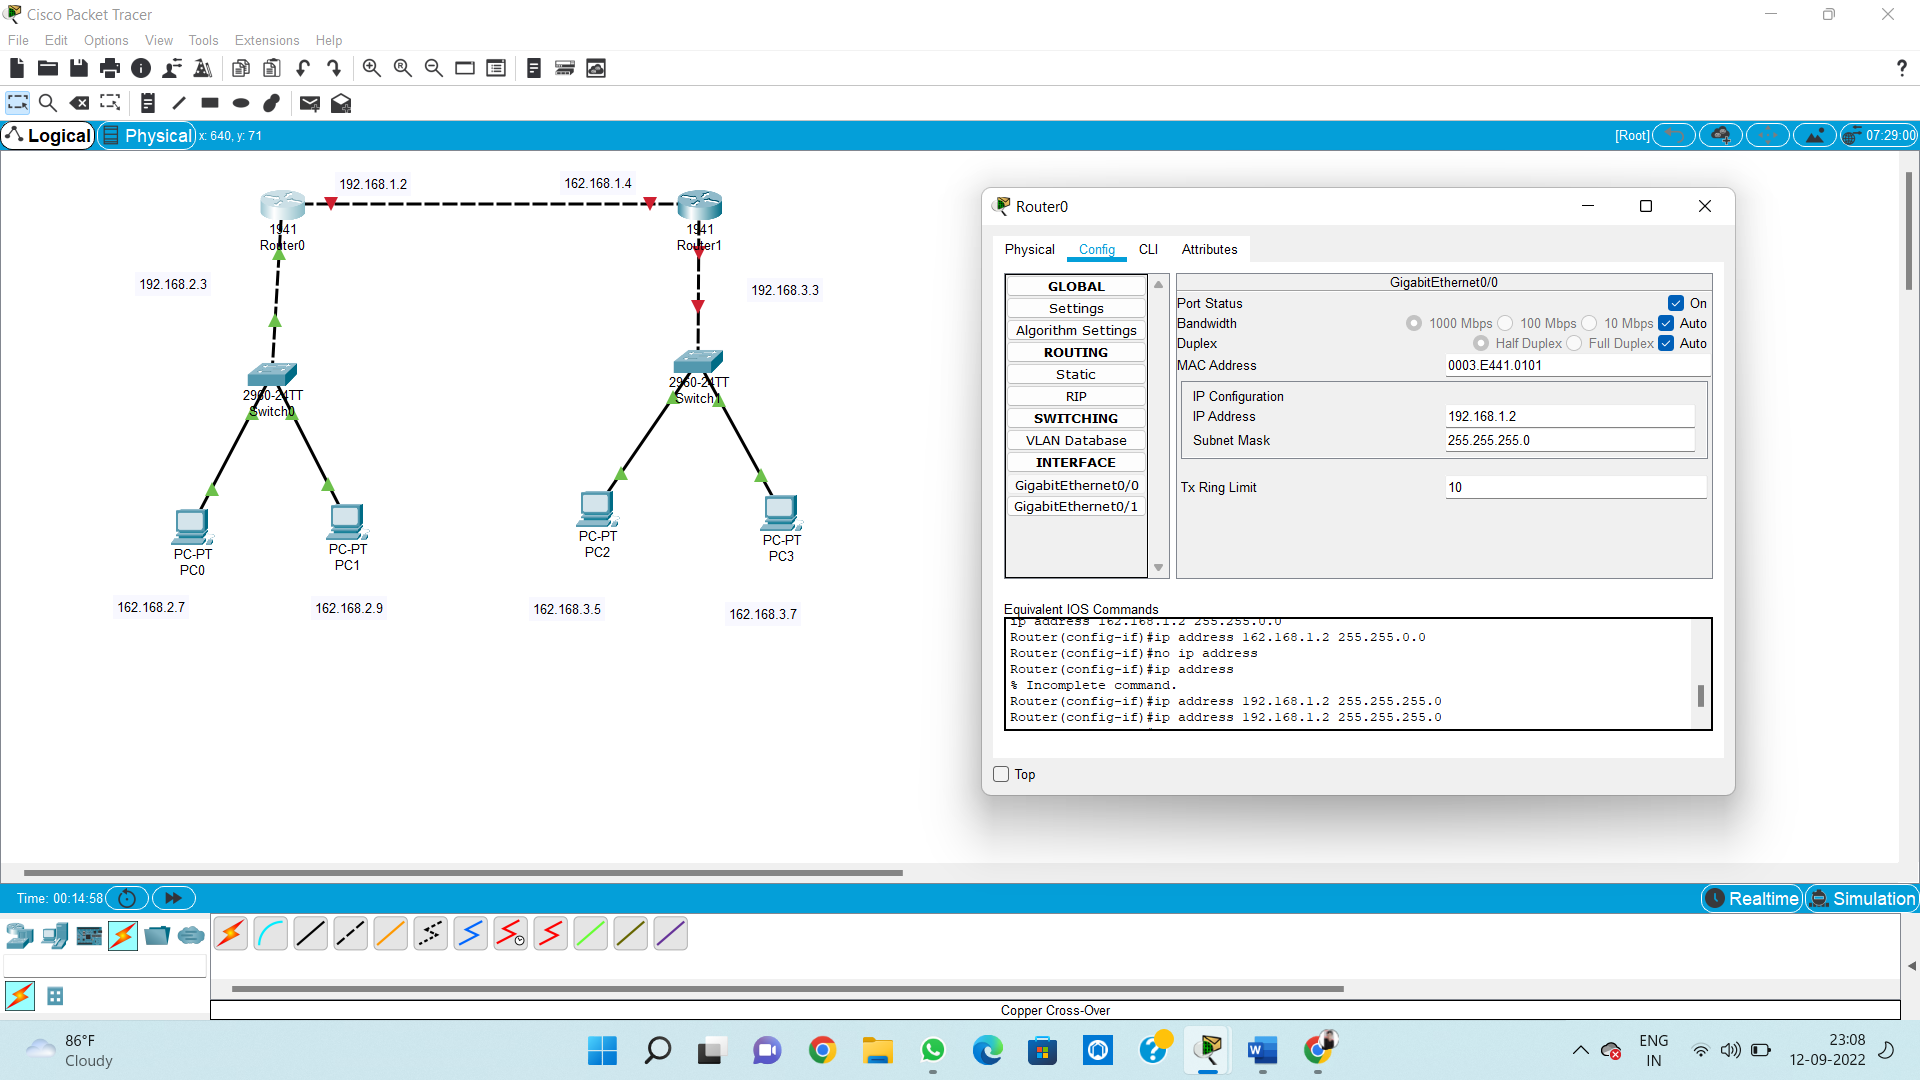 Cisco Packet Tracer
File Edit Options View Tools Extensions Help
?
Logical Physical x: 640, y: 71
[Root] 07:29:00
192.168.1.2
162.168.1.4
1941
Router0
1941
Router1
192.168.2.3
192.168.3.3
2960-24TT
Switch0
2960-24TT
Switch1
PC-PT
PC0
PC-PT
PC1
PC-PT
PC2
PC-PT
PC3
162.168.2.7
162.168.2.9
162.168.3.5
162.168.3.7
Router0
Physical Config CLI Attributes
GLOBAL
Settings
Algorithm Settings
ROUTING
Static
RIP
SWITCHING
VLAN Database
INTERFACE
GigabitEthernet0/0
GigabitEthernet0/1
GigabitEthernet0/0
Port Status On
Bandwidth 1000 Mbps 100 Mbps 10 Mbps Auto
Duplex Half Duplex Full Duplex Auto
MAC Address 0003.E441.0101
IP Configuration
IP Address 192.168.1.2
Subnet Mask 255.255.255.0
Tx Ring Limit 10
Equivalent IOS Commands
ip address 162.168.1.2 255.255.0.0
Router(config-if)#ip address 162.168.1.2 255.255.0.0
Router(config-if)#no ip address
Router(config-if)#ip address
% Incomplete command.
Router(config-if)#ip address 192.168.1.2 255.255.255.0
Router(config-if)#ip address 192.168.1.2 255.255.255.0
Top
Time: 00:14:58
Realtime Simulation
Copper Cross-Over
86°F
Cloudy
ENG
IN
23:08
12-09-2022